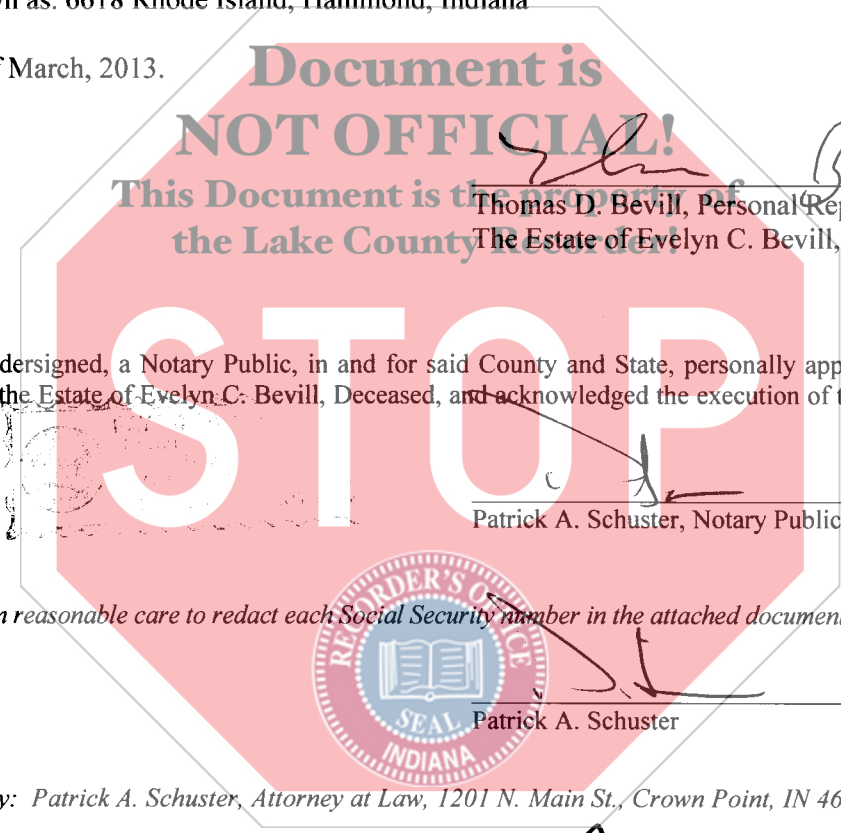 n as: 6618 Rhode Island, Hammond, Indiana
March, 2013.
Document is
NOT OFFICIAL!
This Document is the property of
the Lake County Recorder!
Thomas D. Bevill, Personal Rep
The Estate of Evelyn C. Bevill,
STOP
dersigned, a Notary Public, in and for said County and State, personally app
the Estate of Evelyn C. Bevill, Deceased, and acknowledged the execution of t
Patrick A. Schuster, Notary Public
n reasonable care to redact each Social Security number in the attached documen
RECORDER'S OFFICE
SEAL
INDIANA
Patrick A. Schuster
y: Patrick A. Schuster, Attorney at Law, 1201 N. Main St., Crown Point, IN 46